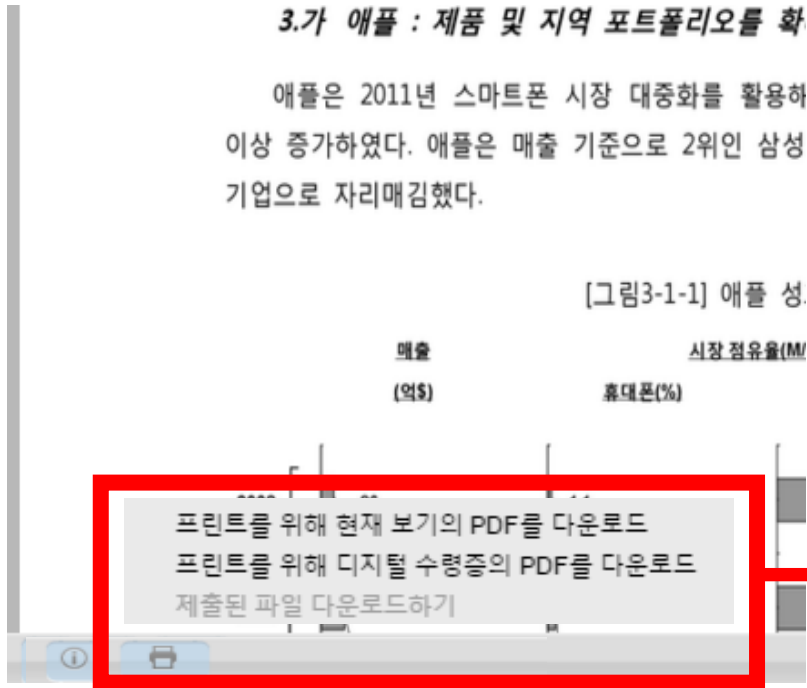 3.가 애플 : 제품 및 지역 포트폴리오를
애플은 2011년 스마트폰 시장 대중화를 활용해
이상 증가하였다. 애플은 매출 기준으로 2위인 삼성
기업으로 자리매김했다.
[그림3-1-1] 애플
매출 시장 점유율(M/
(억$) 휴대폰(%)
프린트를 위해 현재 보기의 PDF를 다운로드
프린트를 위해 디지털 수령증의 PDF를 다운로드
제출된 파일 다운로드하기